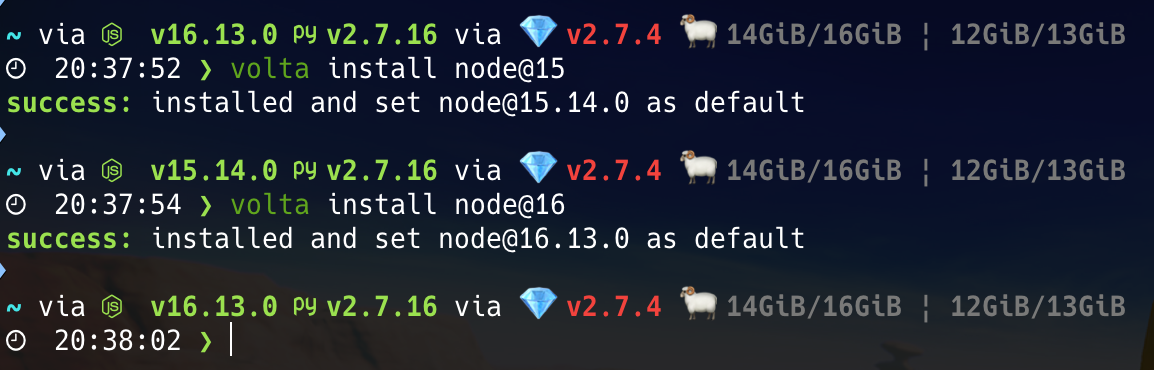 ~ via JS v16.13.0 py v2.7.16 via 💎 v2.7.4 🐏 14GiB/16GiB ¦ 12GiB/13GiB
20:37:52 ❯ volta install node@15
success: installed and set node@15.14.0 as default
~ via JS v15.14.0 py v2.7.16 via 💎 v2.7.4 🐏 14GiB/16GiB ¦ 12GiB/13GiB
20:37:54 ❯ volta install node@16
success: installed and set node@16.13.0 as default
~ via JS v16.13.0 py v2.7.16 via 💎 v2.7.4 🐏 14GiB/16GiB ¦ 12GiB/13GiB
20:38:02 ❯